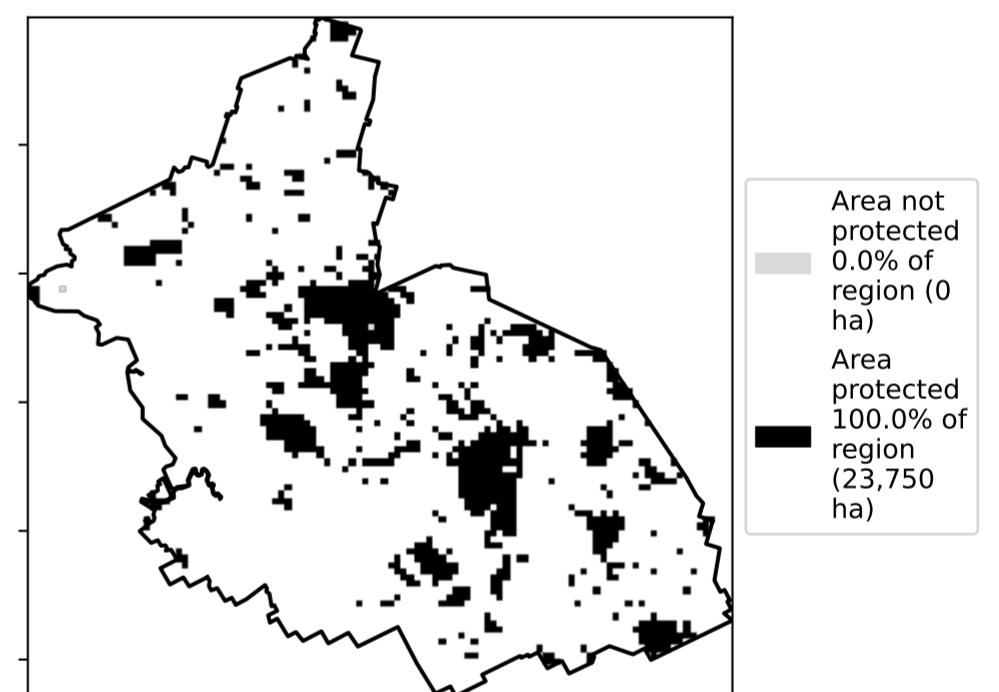 Area not
protected
0.0% of
region (0
ha)
Area
protected
100.0% of
region
(23,750
ha)